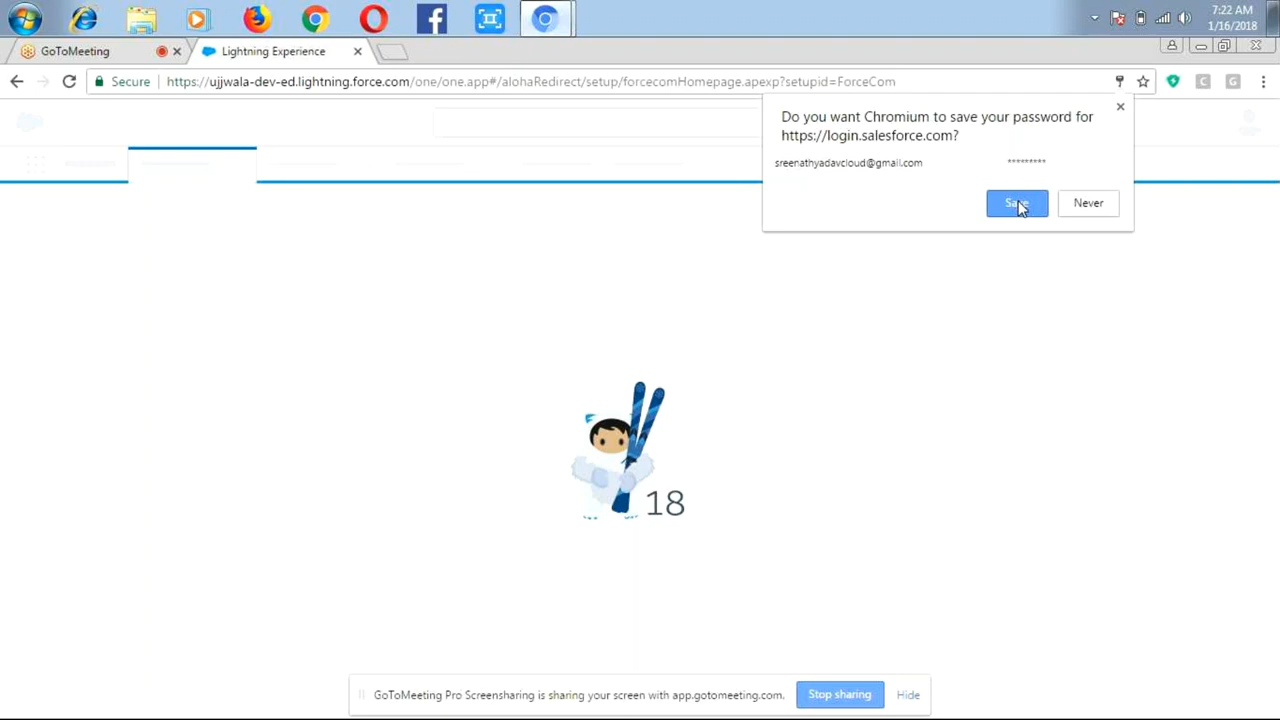 7:22 AM
1/16/2018
GoToMeeting
Lightning Experience
Secure
https://ujjwala-dev-ed.lightning.force.com/one/one.app#/alohaRedirect/setup/forcecomHomepage.apexp?setupid=ForceCom
Do you want Chromium to save your password for
https://login.salesforce.com?
sreenathyadavcloud@gmail.com *********
Save Never
18
GoToMeeting Pro Screensharing is sharing your screen with app.gotomeeting.com. Stop sharing Hide